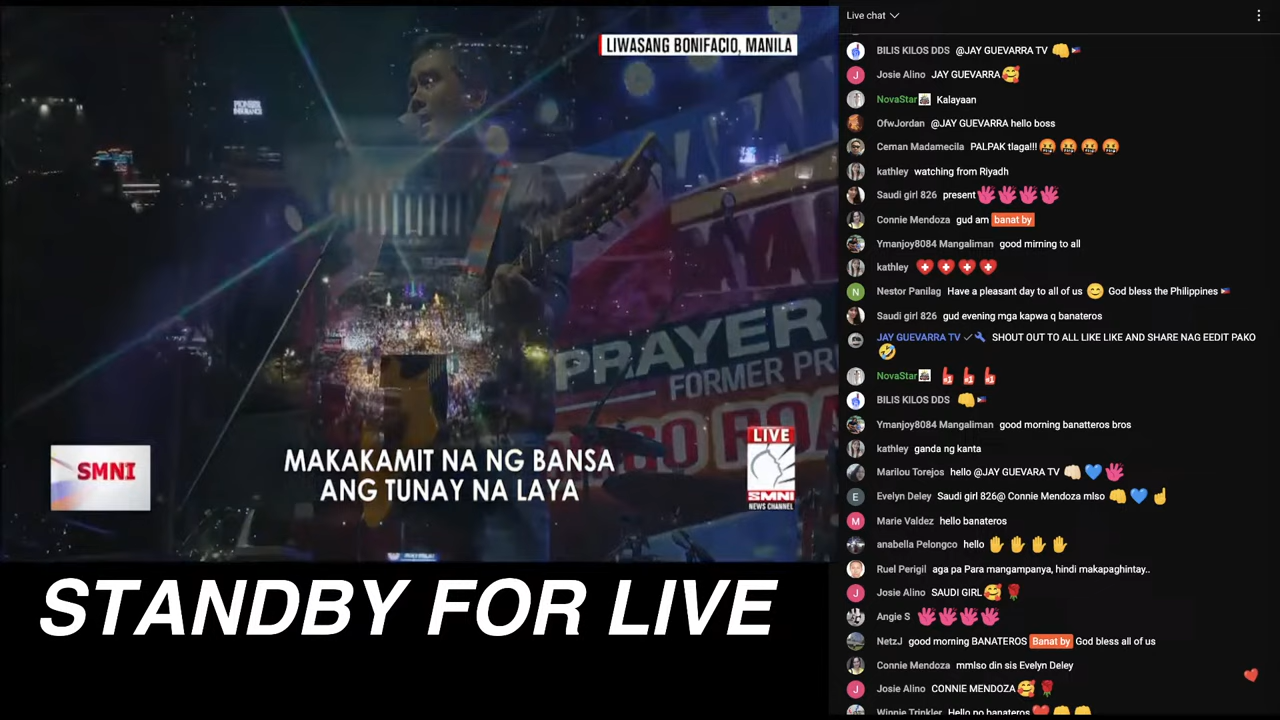 LIWASANG BONIFACIO, MANILA
PIONEER
INSURANCE
PRAYER
FORMER PR
GO ROA
SMNI
MAKAKAMIT NA NG BANSA
ANG TUNAY NA LAYA
LIVE
SMNI
NEWS CHANNEL
STANDBY FOR LIVE
Live chat
BILIS KILOS DDS @JAY GUEVARRA TV
Josie Alino JAY GUEVARRA🥰
NovaStar Kalayaan
OfwJordan @JAY GUEVARRA hello boss
Cernan Madamecila PALPAK tlaga!!!🤬🤬🤬🤬
kathley watching from Riyadh
Saudi girl 826 present
Connie Mendoza gud am banat by
Ymanjoy8084 Mangaliman good mirning to all
kathley
Nestor Panilag Have a pleasant day to all of us 😊 God bless the Philippines 🇵🇭
Saudi girl 826 gud evening mga kapwa q banateros
JAY GUEVARRA TV SHOUT OUT TO ALL LIKE LIKE AND SHARE NAG EEDIT PAKO
🤣
NovaStar
BILIS KILOS DDS
Ymanjoy8084 Mangaliman good morning banatteros bros
kathley ganda ng kanta
Marilou Torejos hello @JAY GUEVARA TV
E Evelyn Deley Saudi girl 826@ Connie Mendoza mlso
M Marie Valdez hello banateros
anabella Pelongco hello ✋✋✋✋
Ruel Perigil aga pa Para mangampanya, hindi makapaghintay..
J Josie Alino SAUDI GIRL🥰🌹
Angie S
NetzJ good morning BANATEROS Banat by God bless all of us
Connie Mendoza mmlso din sis Evelyn Deley
J Josie Alino CONNIE MENDOZA🥰🌹
Winnie Trinkler Hello po banateros